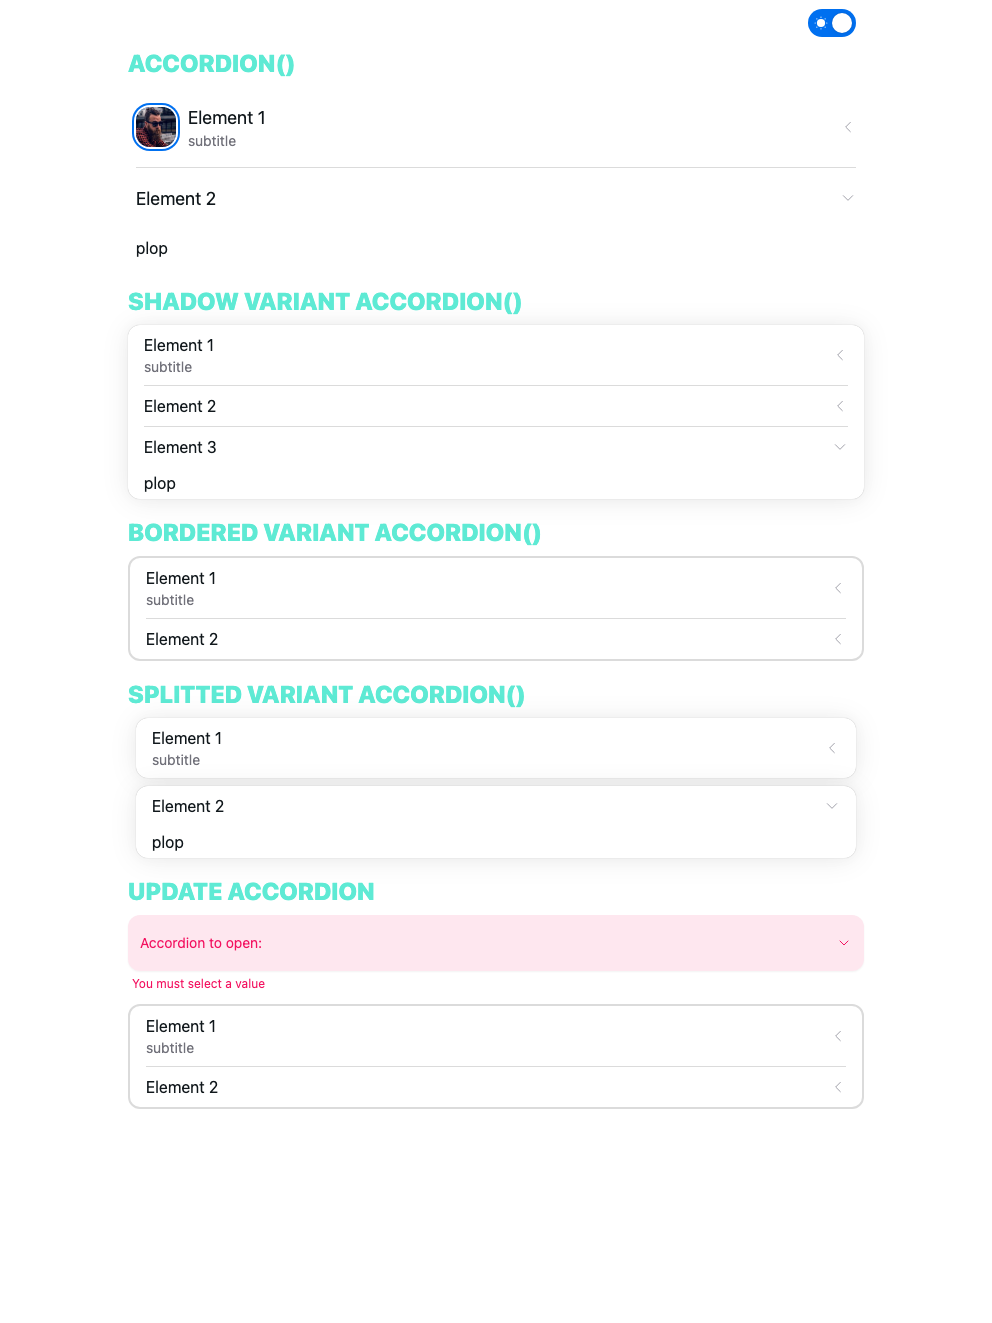 ACCORDION()
Element 1
subtitle
Element 2
plop
SHADOW VARIANT ACCORDION()
Element 1
subtitle
Element 2
Element 3
plop
BORDERED VARIANT ACCORDION()
Element 1
subtitle
Element 2
SPLITTED VARIANT ACCORDION()
Element 1
subtitle
Element 2
plop
UPDATE ACCORDION
Accordion to open:
You must select a value
Element 1
subtitle
Element 2